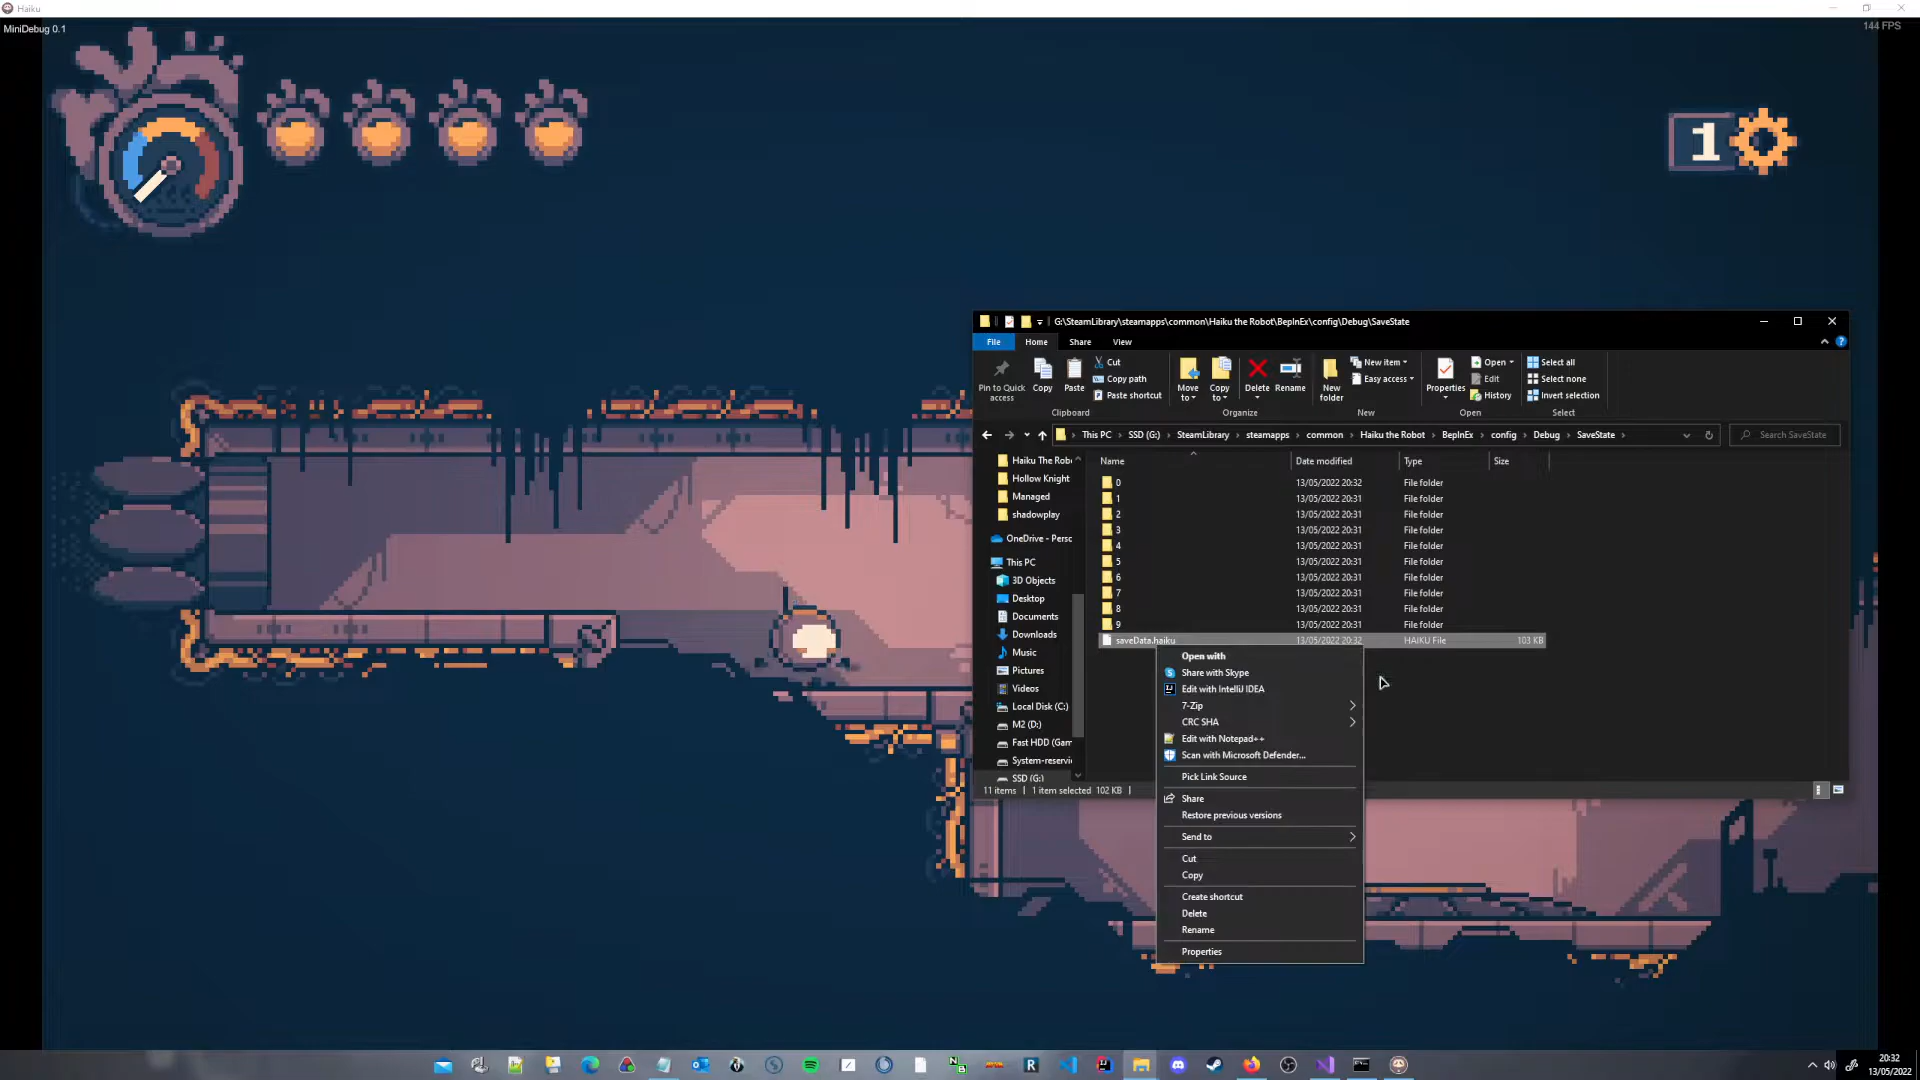 Haiku
MiniDebug 0.1
144 FPS
1
G:\SteamLibrary\steamapps\common\Haiku the Robot\BepInEx\config\Debug\SaveState
File Home Share View
Pin to Quick access
Copy
Paste
Cut
Copy path
Paste shortcut
Clipboard
Move to
Copy to
Delete
Rename
Organize
New folder
New item
Easy access
New
Properties
Open
Edit
History
Open
Select all
Select none
Invert selection
Select
This PC SSD (G:) SteamLibrary steamapps common Haiku the Robot BepInEx config Debug SaveState
Search SaveState
Name Date modified Type Size
Haiku The Rob
Hollow Knight
Managed
shadowplay
OneDrive - Persc
This PC
3D Objects
Desktop
Documents
Downloads
Music
Pictures
Videos
Local Disk (C:)
M2 (D:)
Fast HDD (Gam
System-reservi
SSD (G:)
0 13/05/2022 20:32 File folder
1 13/05/2022 20:31 File folder
2 13/05/2022 20:31 File folder
3 13/05/2022 20:31 File folder
4 13/05/2022 20:31 File folder
5 13/05/2022 20:31 File folder
6 13/05/2022 20:31 File folder
7 13/05/2022 20:31 File folder
8 13/05/2022 20:31 File folder
9 13/05/2022 20:31 File folder
saveData.haiku 13/05/2022 20:32 HAIKU File 103 KB
Open with
Share with Skype
Edit with IntelliJ IDEA
7-Zip
CRC SHA
Edit with Notepad++
Scan with Microsoft Defender...
Pick Link Source
Share
Restore previous versions
Send to
Cut
Copy
Create shortcut
Delete
Rename
Properties
11 items 1 item selected 102 KB
20:32
13/05/2022